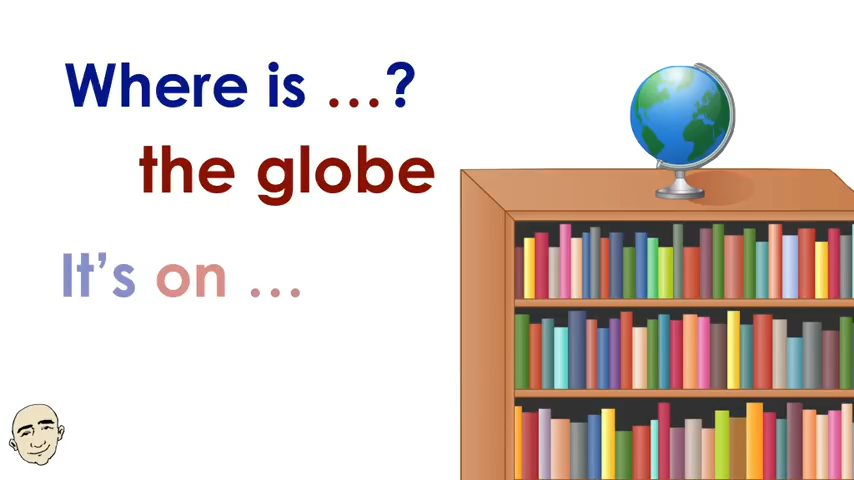 Where is …?
the globe
It’s on …